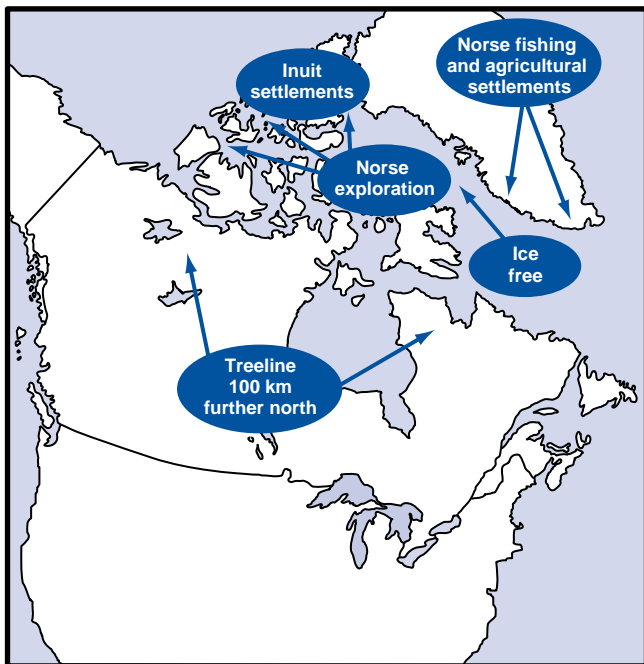 Inuit
settlements
Norse fishing
and agricultural
settlements
Norse
exploration
Ice
free
Treeline
100 km
further north